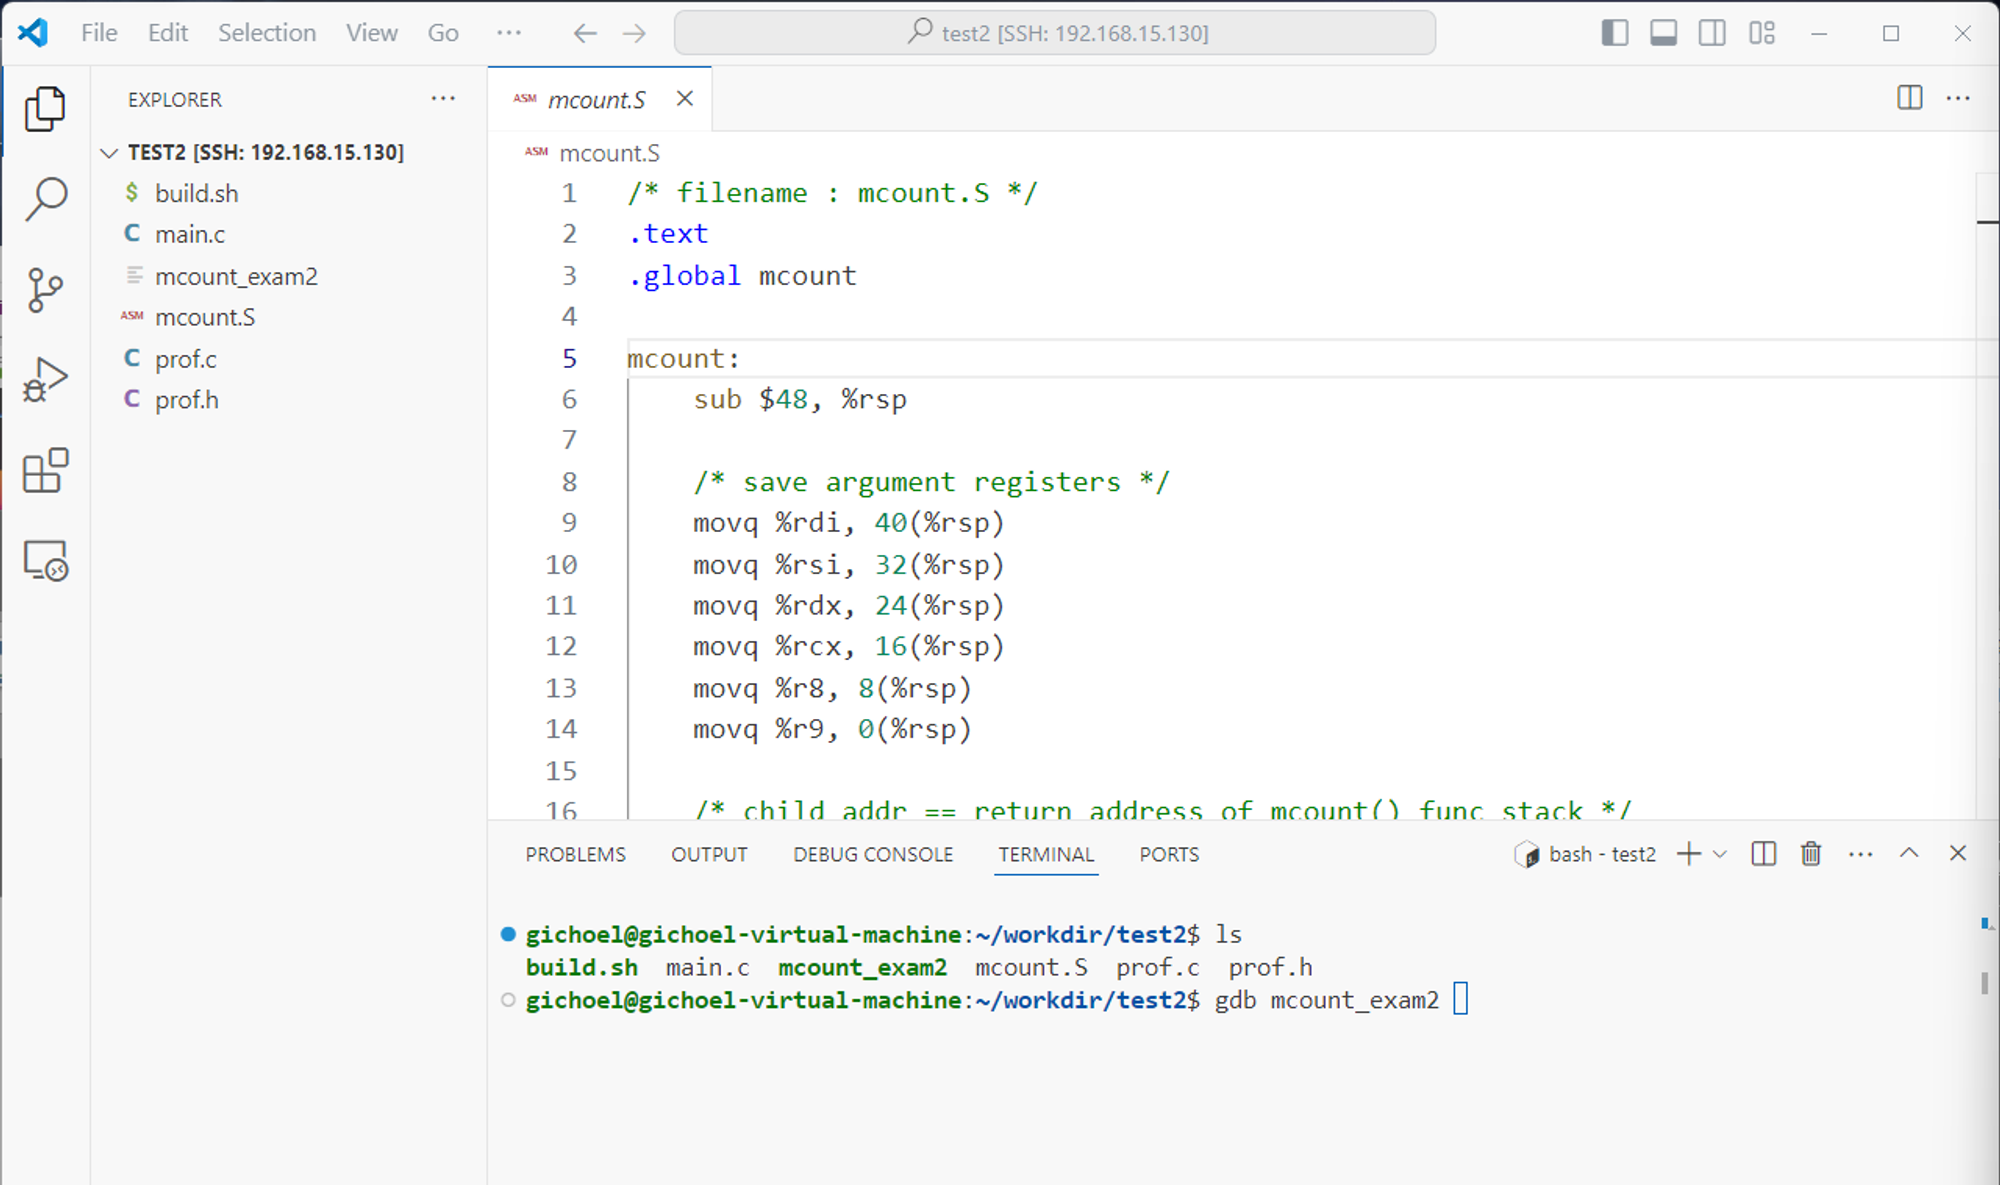 File Edit Selection View Go ··· test2 [SSH: 192.168.15.130]
EXPLORER ···
TEST2 [SSH: 192.168.15.130]
$ build.sh
C main.c
mcount_exam2
ASM mcount.S
C prof.c
C prof.h
ASM mcount.S
ASM mcount.S
1 /* filename : mcount.S */
2 .text
3 .global mcount
4
5 mcount:
6 sub $48, %rsp
7
8 /* save argument registers */
9 movq %rdi, 40(%rsp)
10 movq %rsi, 32(%rsp)
11 movq %rdx, 24(%rsp)
12 movq %rcx, 16(%rsp)
13 movq %r8, 8(%rsp)
14 movq %r9, 0(%rsp)
15
16 /* child addr == return address of mcount() func stack */
PROBLEMS OUTPUT DEBUG CONSOLE TERMINAL PORTS bash - test2
gichoel@gichoel-virtual-machine:~/workdir/test2$ ls
build.sh main.c mcount_exam2 mcount.S prof.c prof.h
gichoel@gichoel-virtual-machine:~/workdir/test2$ gdb mcount_exam2